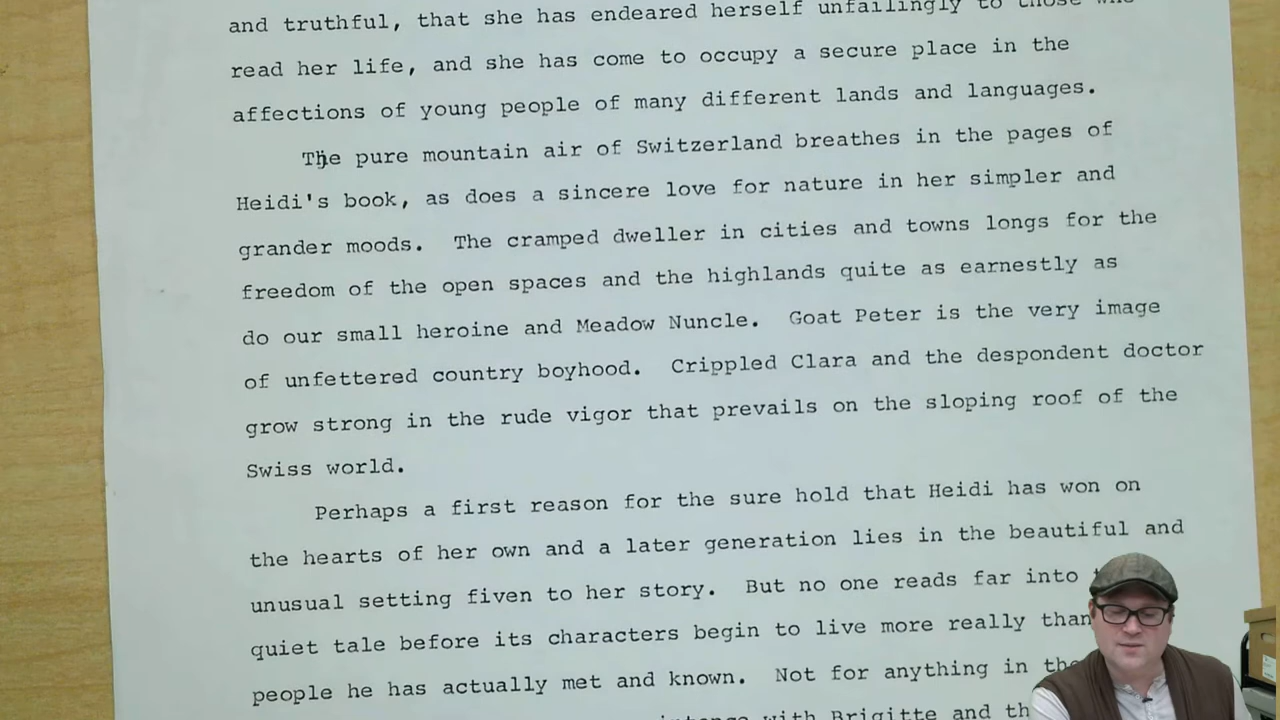 and truthful, that she has endeared herself unfailingly to those who
read her life, and she has come to occupy a secure place in the
affections of young people of many different lands and languages.
The pure mountain air of Switzerland breathes in the pages of
Heidi's book, as does a sincere love for nature in her simpler and
grander moods. The cramped dweller in cities and towns longs for the
freedom of the open spaces and the highlands quite as earnestly as
do our small heroine and Meadow Nuncle. Goat Peter is the very image
of unfettered country boyhood. Crippled Clara and the despondent doctor
grow strong in the rude vigor that prevails on the sloping roof of the
Swiss world.
Perhaps a first reason for the sure hold that Heidi has won on
the hearts of her own and a later generation lies in the beautiful and
unusual setting fiven to her story. But no one reads far into
quiet tale before its characters begin to live more really than
people he has actually met and known. Not for anything in the
with Brigitte and